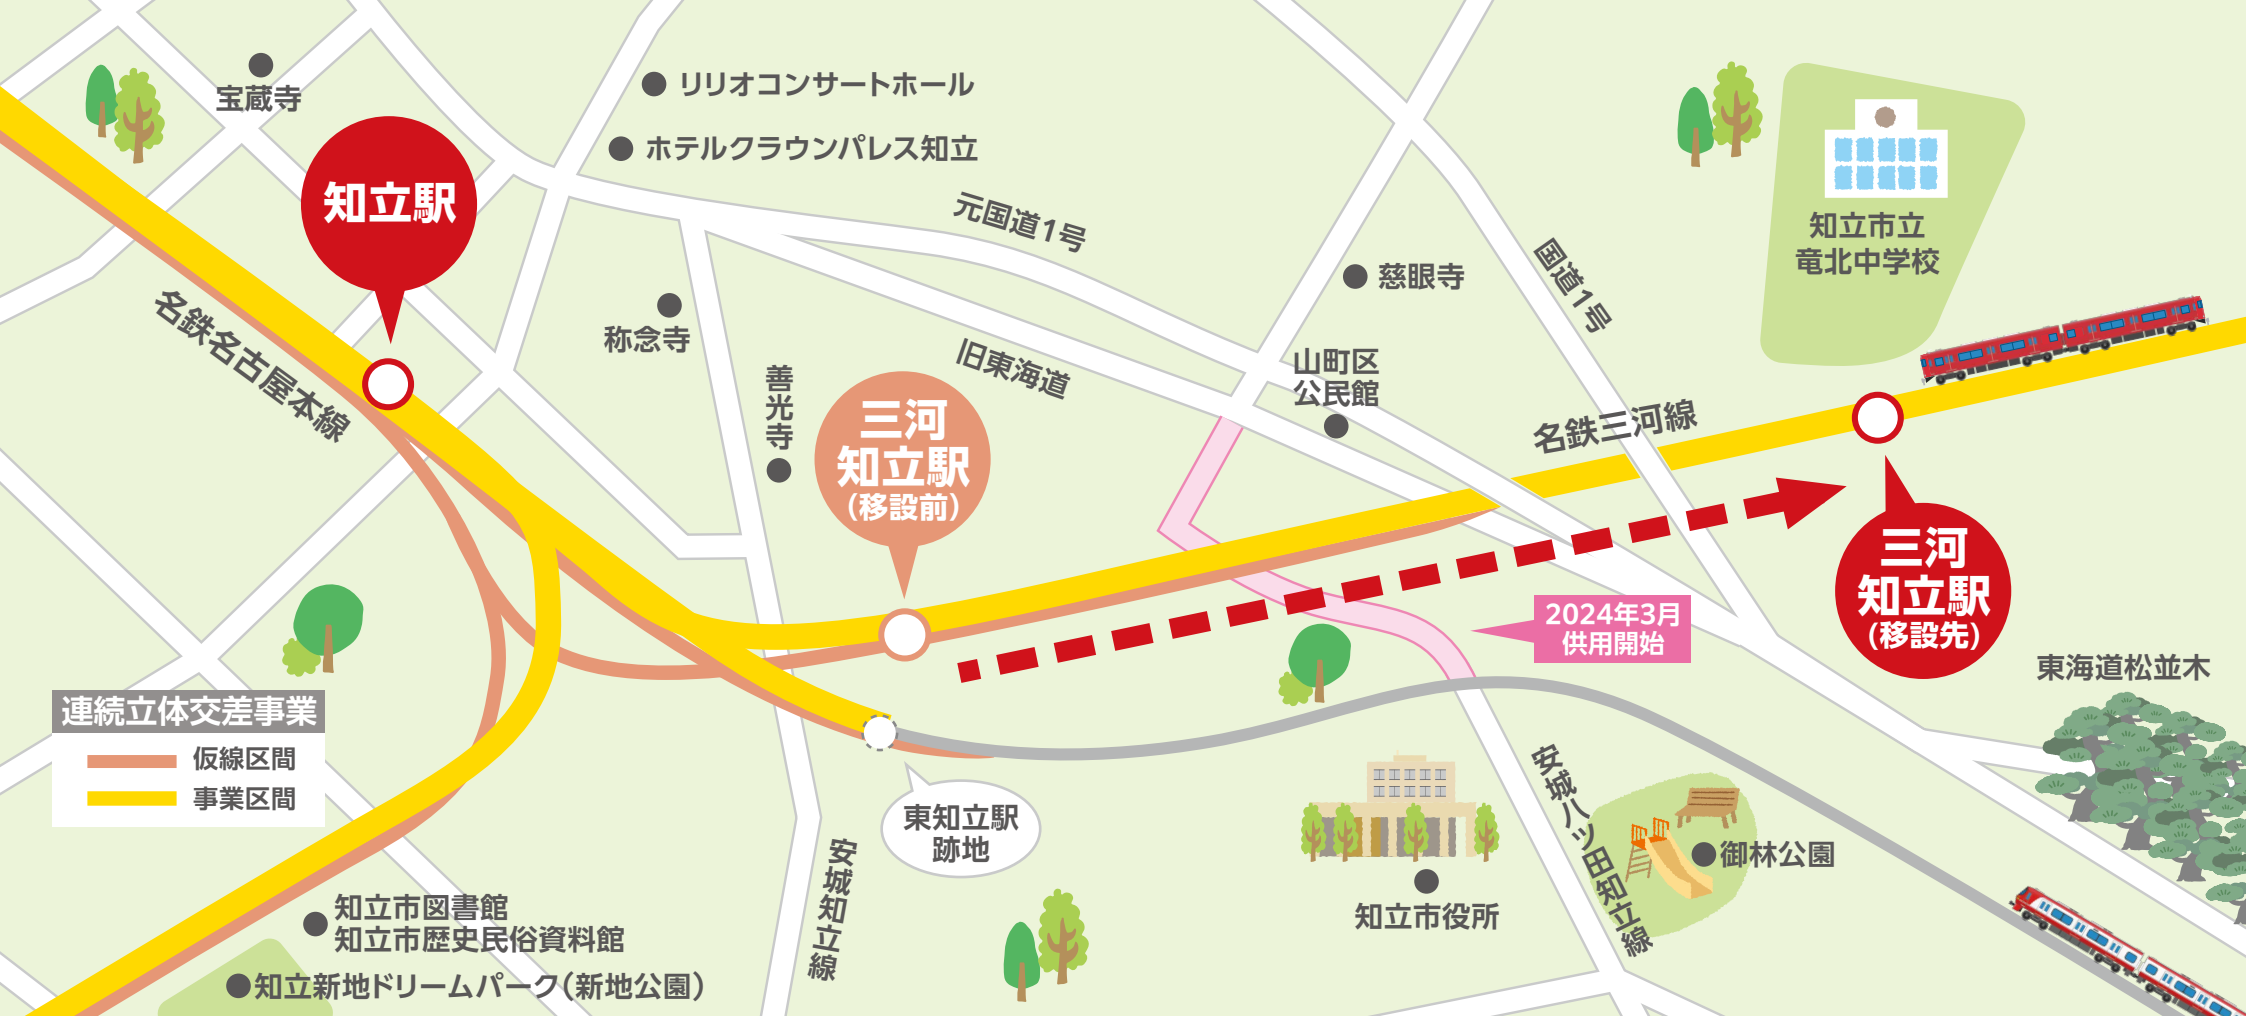 宝蔵寺
リリオコンサートホール
ホテルクラウンパレス知立
知立駅
元国道1号
国道1号
知立市立
竜北中学校
慈眼寺
称念寺
名鉄名古屋本線
旧東海道
善光寺
山町区
公民館
三河
知立駅
(移設前)
名鉄三河線
三河
知立駅
(移設先)
2024年3月
供用開始
東海道松並木
連続立体交差事業
仮線区間
事業区間
東知立駅
跡地
安城知立線
安城八ツ田知立線
御林公園
知立市役所
知立市図書館
知立市歴史民俗資料館
知立新地ドリームパーク(新地公園)